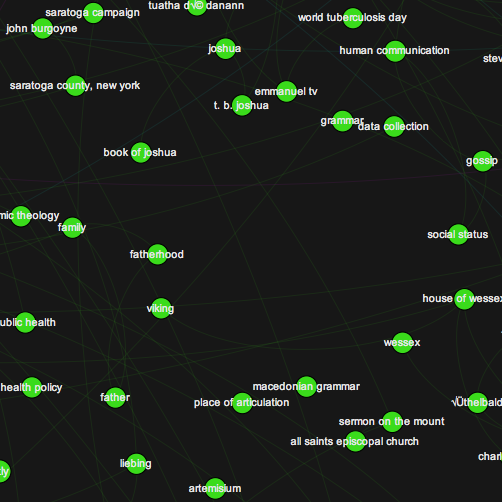 tuatha d√© danann
saratoga campaign
world tuberculosis day
john burgoyne
joshua
human communication
stev
saratoga county, new york
emmanuel tv
t. b. joshua
grammar
data collection
book of joshua
gossip
mic theology
family
social status
fatherhood
house of wessex
viking
ublic health
wessex
health policy
macedonian grammar
father
place of articulation
√Üthelbald
sermon on the mount
all saints episcopal church
charl
liebing
ly
artemisium